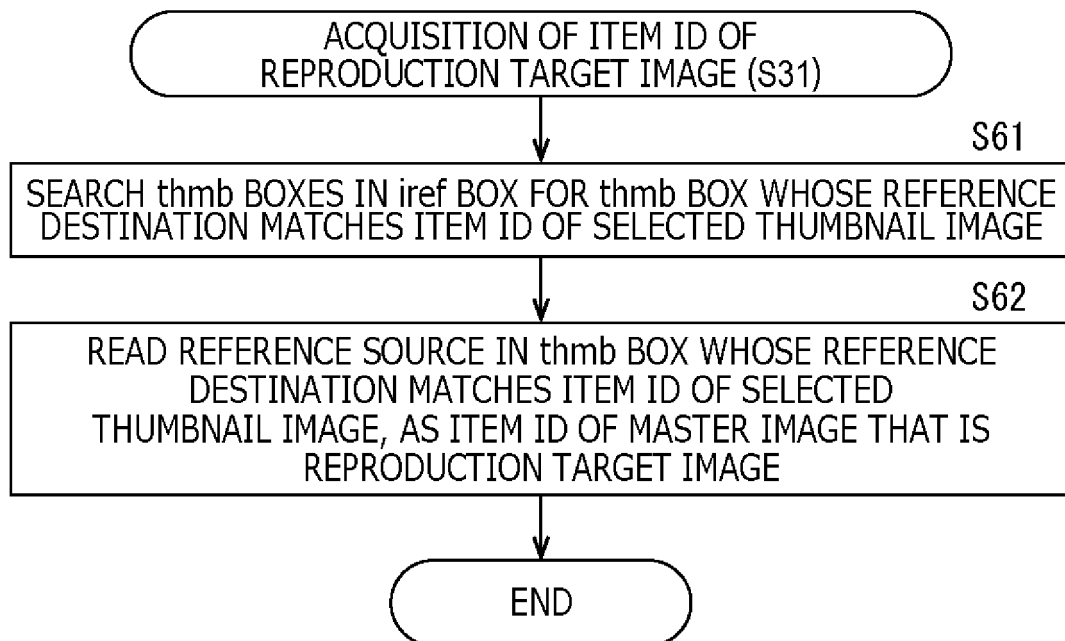 ACQUISITION OF ITEM ID OF
REPRODUCTION TARGET IMAGE (S31)
S61
SEARCH thmb BOXES IN iref BOX FOR thmb BOX WHOSE REFERENCE
DESTINATION MATCHES ITEM ID OF SELECTED THUMBNAIL IMAGE
S62
READ REFERENCE SOURCE IN thmb BOX WHOSE REFERENCE
DESTINATION MATCHES ITEM ID OF SELECTED
THUMBNAIL IMAGE, AS ITEM ID OF MASTER IMAGE THAT IS
REPRODUCTION TARGET IMAGE
END